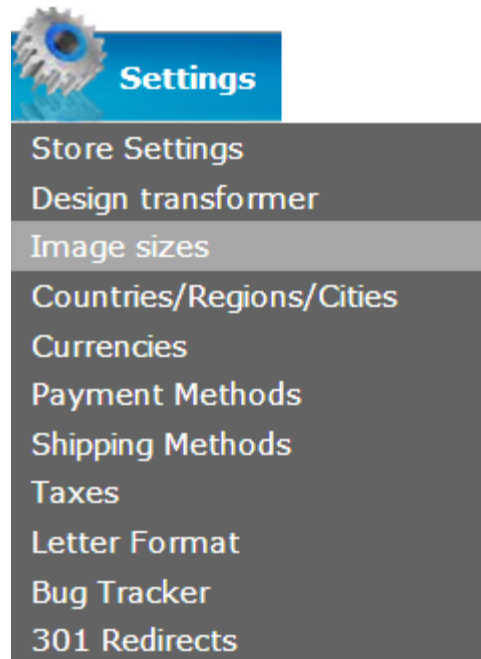 Settings
Store Settings
Design transformer
Image sizes
Countries/Regions/Cities
Currencies
Payment Methods
Shipping Methods
Taxes
Letter Format
Bug Tracker
301 Redirects